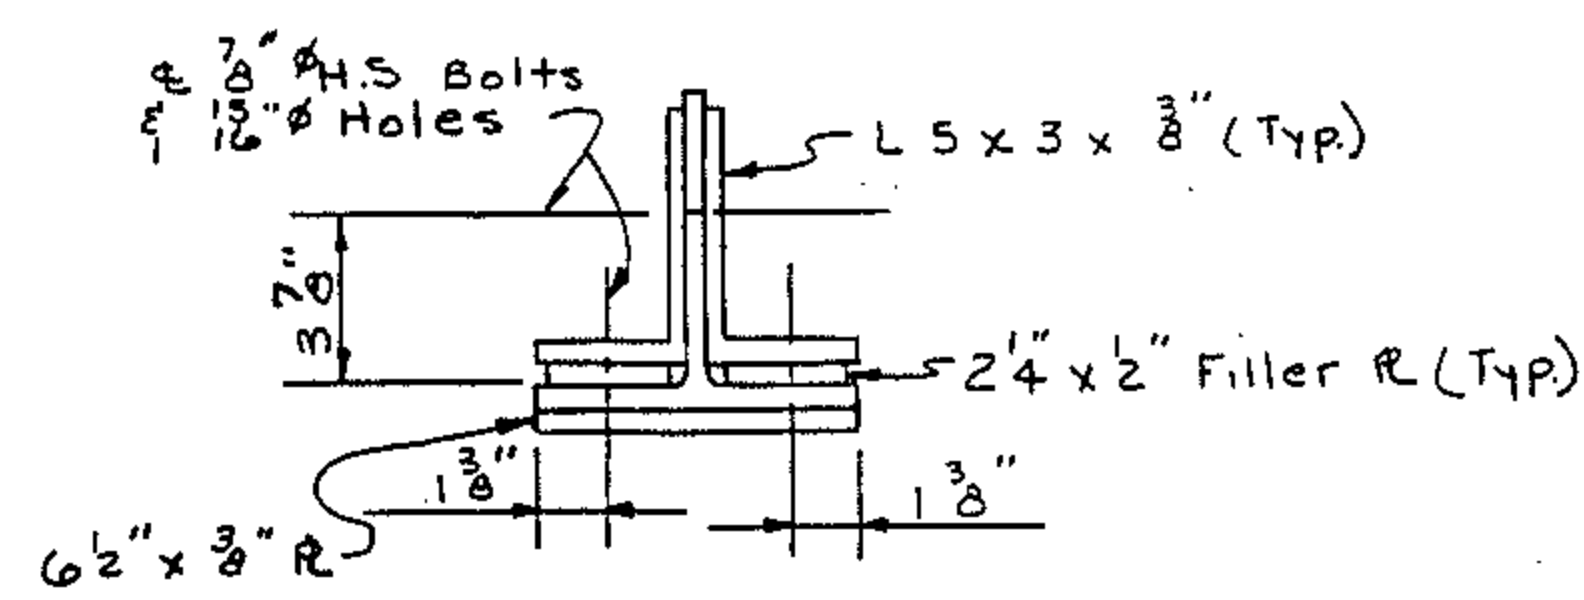 ℄ 7/8" ø H.S Bolts
& 15/16" ø Holes
L 5 x 3 x 3/8" (Typ.)
3 7/8"
2 1/4" x 1/2" Filler ℞ (Typ.)
1 3/8"
1 3/8"
6 1/2" x 3/8" ℞